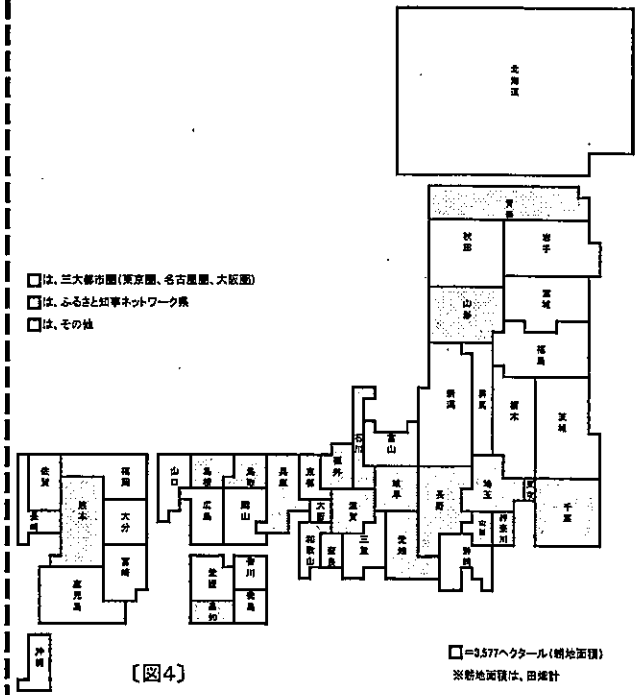 北海道
青森
秋田
岩手
山形
宮城
福島
新潟
群馬
栃木
茨城
石川
富山
福井
岐阜
長野
埼玉
東京
千葉
山梨
神奈川
静岡
愛知
三重
滋賀
京都
大阪
奈良
和歌山
兵庫
鳥取
島根
岡山
広島
山口
香川
愛媛
徳島
高知
福岡
佐賀
長崎
熊本
大分
宮崎
鹿児島
沖縄
□は、三大都市圏(東京圏、名古屋圏、大阪圏)
□は、ふるさと知事ネットワーク県
□は、その他
〔図4〕
□=3,577ヘクタール(耕地面積)
※耕地面積は、田畑計